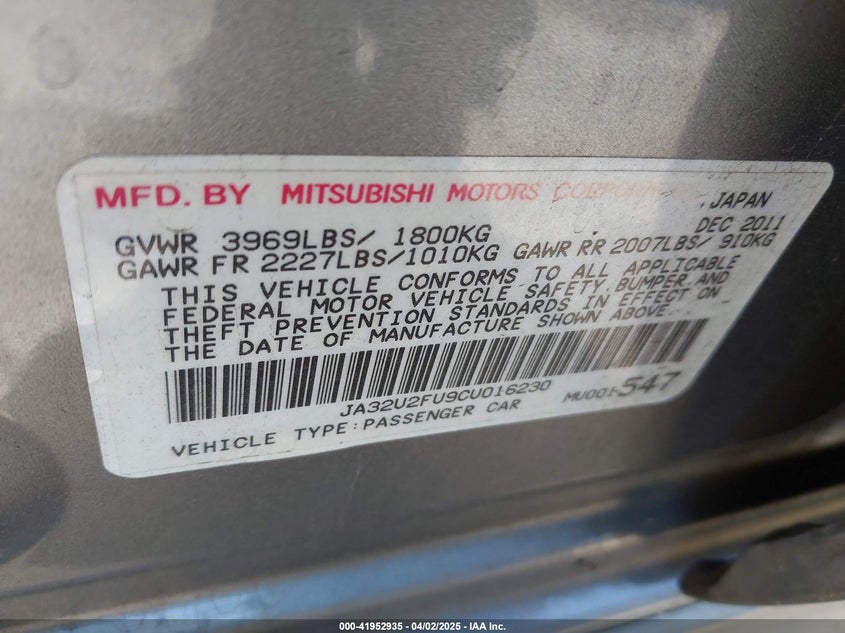 MFD. BY MITSUBISHI MOTORS
JAPAN
DEC 2011
GVWR 3969LBS/ 1800KG
GAWR FR 2227LBS/1010KG GAWR RR 2007LBS/ 910KG
THIS VEHICLE CONFORMS TO ALL APPLICABLE
FEDERAL MOTOR VEHICLE SAFETY, BUMPER, AND
THEFT PREVENTION STANDARDS IN EFFECT ON
THE DATE OF MANUFACTURE SHOWN ABOVE.
JA32U2FU9CU016230
547
VEHICLE TYPE:PASSENGER CAR
000-41952935 - 04/02/2025 - IAA Inc.